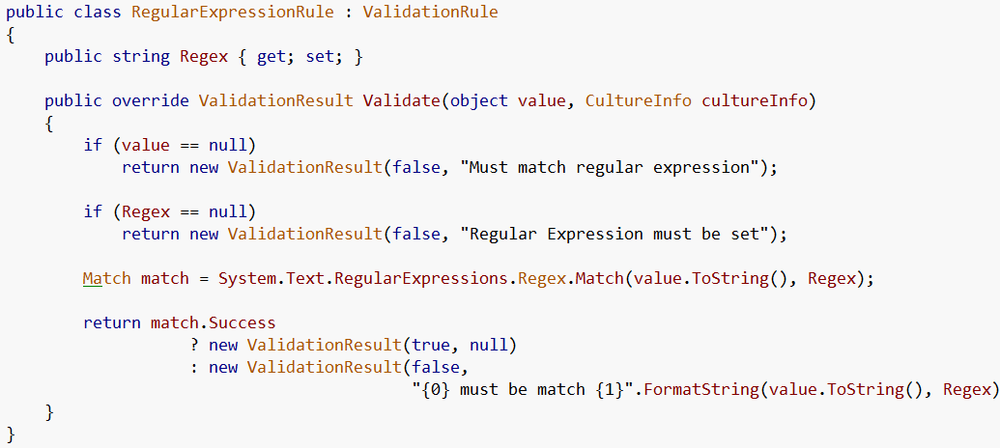 public class RegularExpressionRule : ValidationRule
{
    public string Regex { get; set; }

    public override ValidationResult Validate(object value, CultureInfo cultureInfo)
    {
        if (value == null)
            return new ValidationResult(false, "Must match regular expression");

        if (Regex == null)
            return new ValidationResult(false, "Regular Expression must be set");

        Match match = System.Text.RegularExpressions.Regex.Match(value.ToString(), Regex);

        return match.Success
                   ? new ValidationResult(true, null)
                   : new ValidationResult(false,
                                          "{0} must be match {1}".FormatString(value.ToString(), Regex)
    }
}